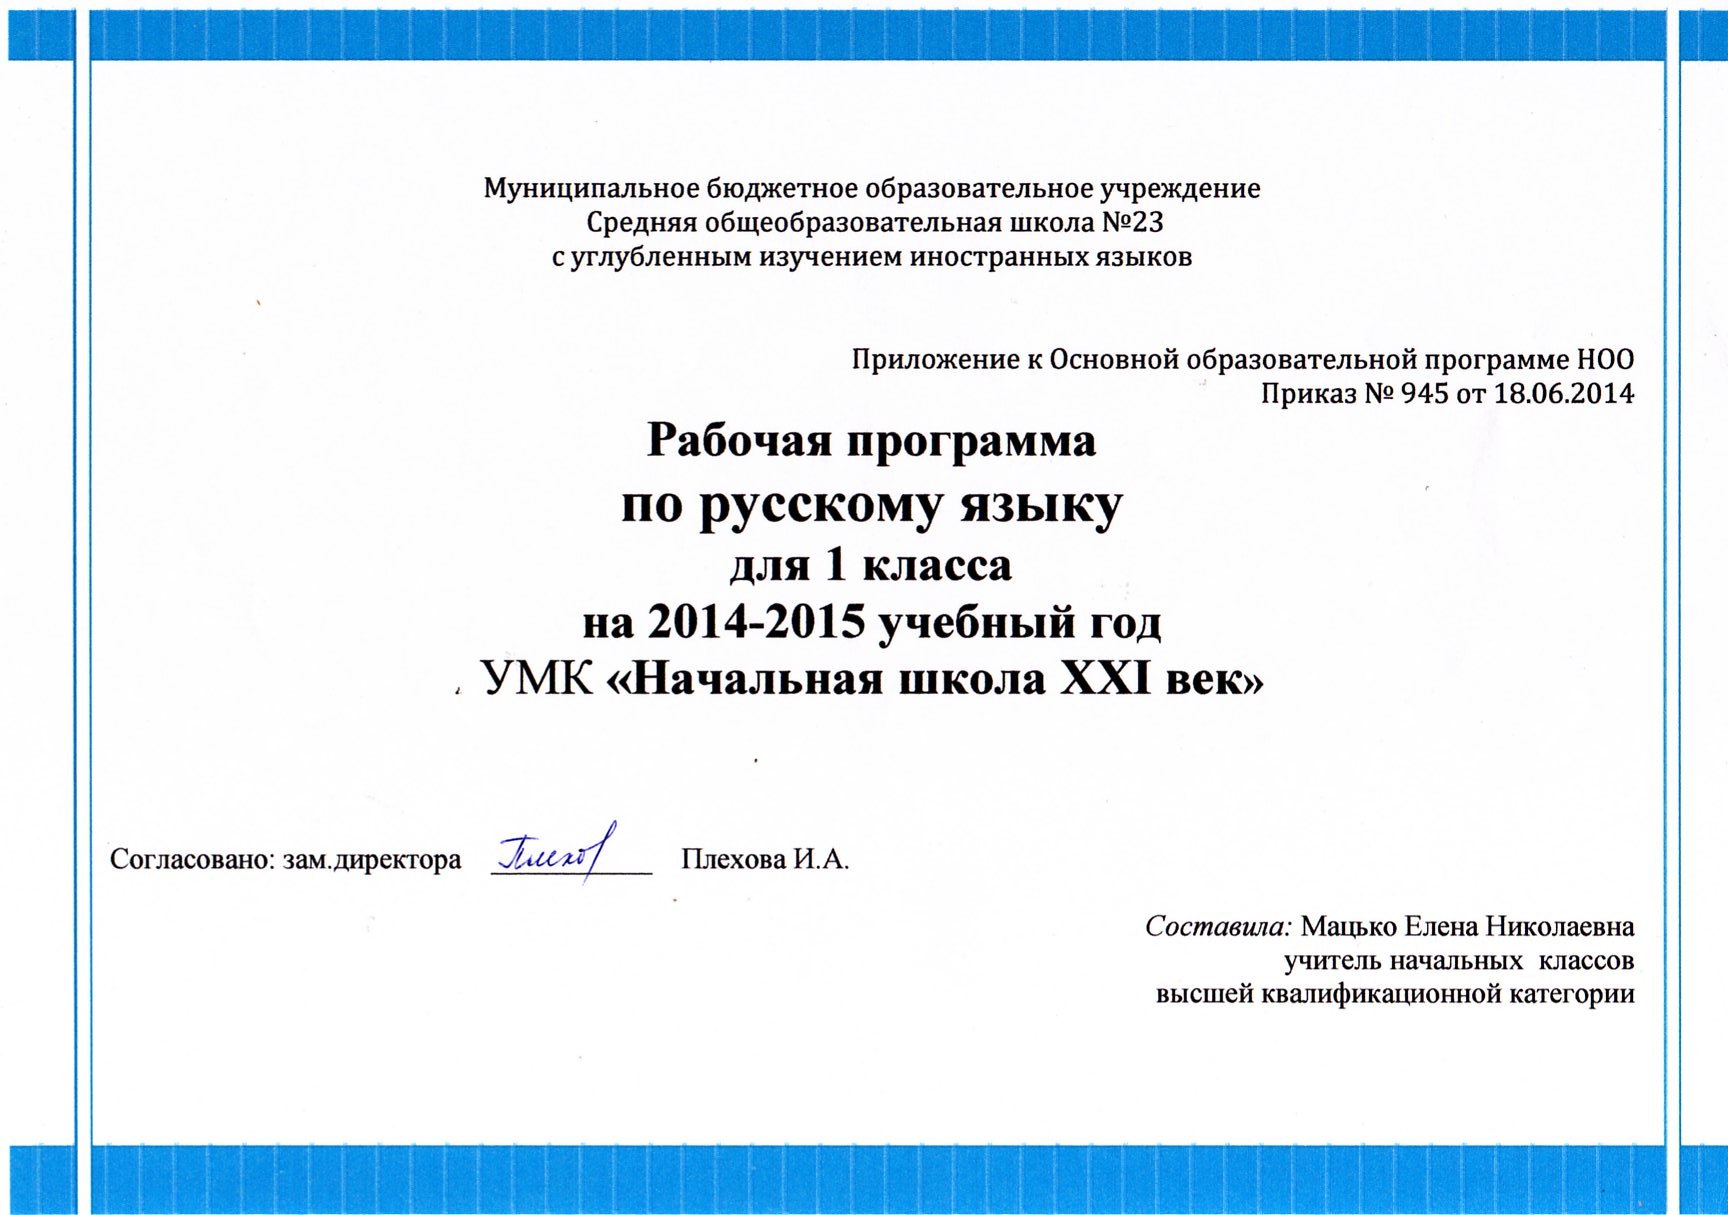 Муниципальное бюджетное образовательное учреждение
Средняя общеобразовательная школа №23
с углубленным изучением иностранных языков
Приложение к Основной образовательной программе НОО
Приказ № 945 от 18.06.2014
Рабочая программа
по русскому языку
для 1 класса
на 2014-2015 учебный год
УМК «Начальная школа XXI век»
Согласовано: зам.директора Плехов Плехова И.А.
Составила: Мацько Елена Николаевна
учитель начальных классов
высшей квалификационной категории